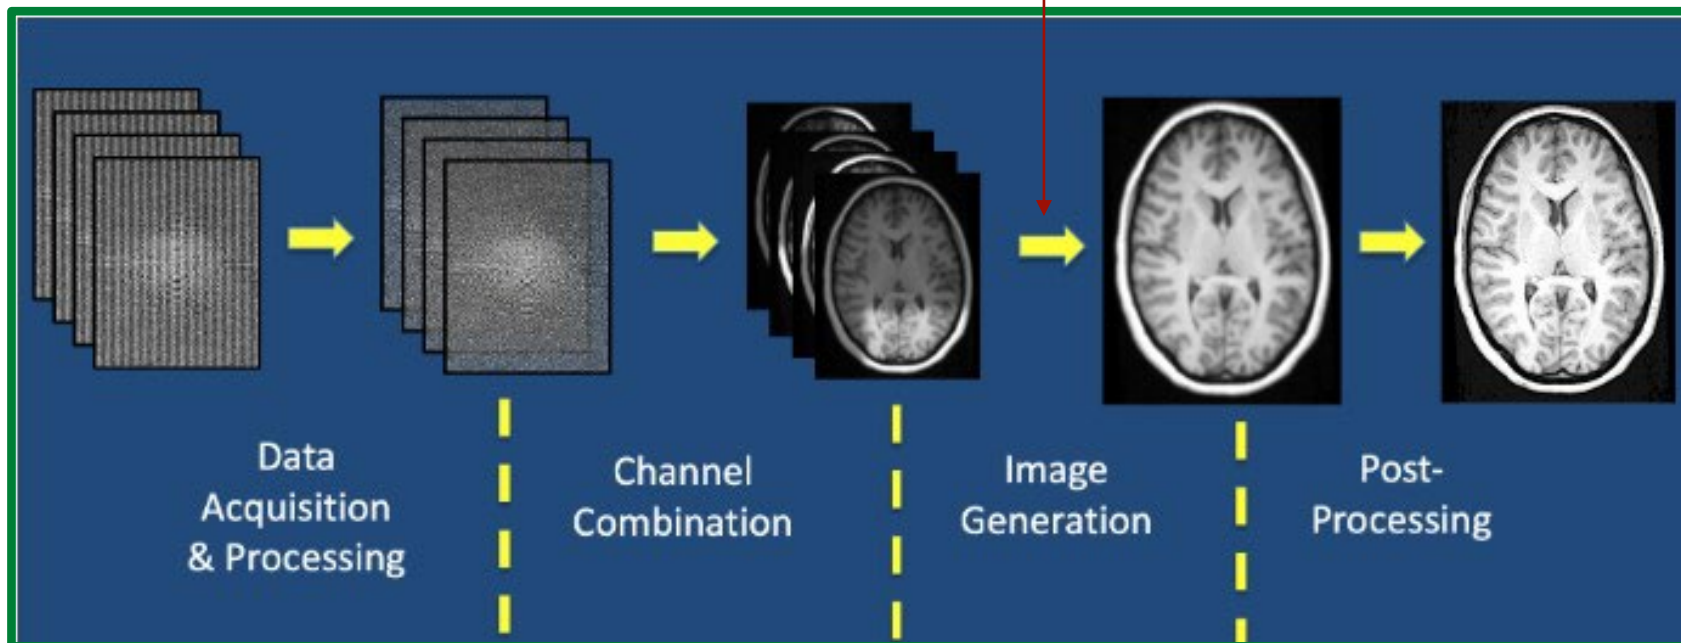 Data
Acquisition
& Processing
Channel
Combination
Image
Generation
Post-
Processing